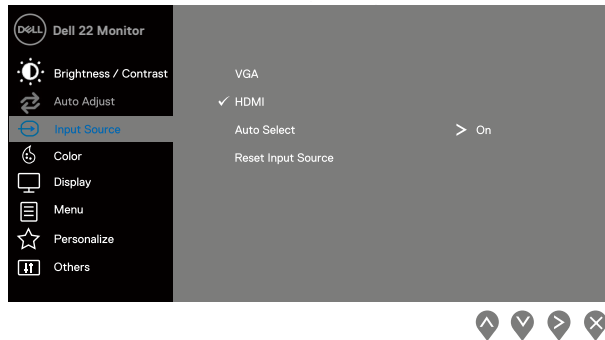 DELL Dell 22 Monitor
Brightness / Contrast
Auto Adjust
Input Source
Color
Display
Menu
Personalize
Others
VGA
✓ HDMI
Auto Select > On
Reset Input Source